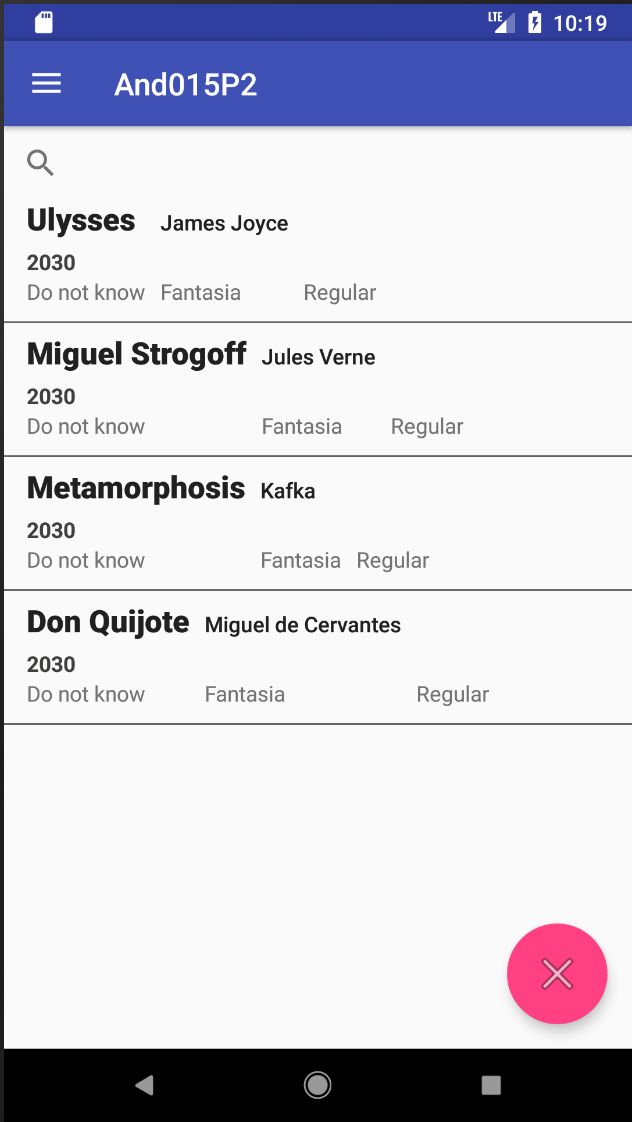 LTE 10:19
And015P2
Ulysses James Joyce
2030
Do not know Fantasia Regular
Miguel Strogoff Jules Verne
2030
Do not know Fantasia Regular
Metamorphosis Kafka
2030
Do not know Fantasia Regular
Don Quijote Miguel de Cervantes
2030
Do not know Fantasia Regular